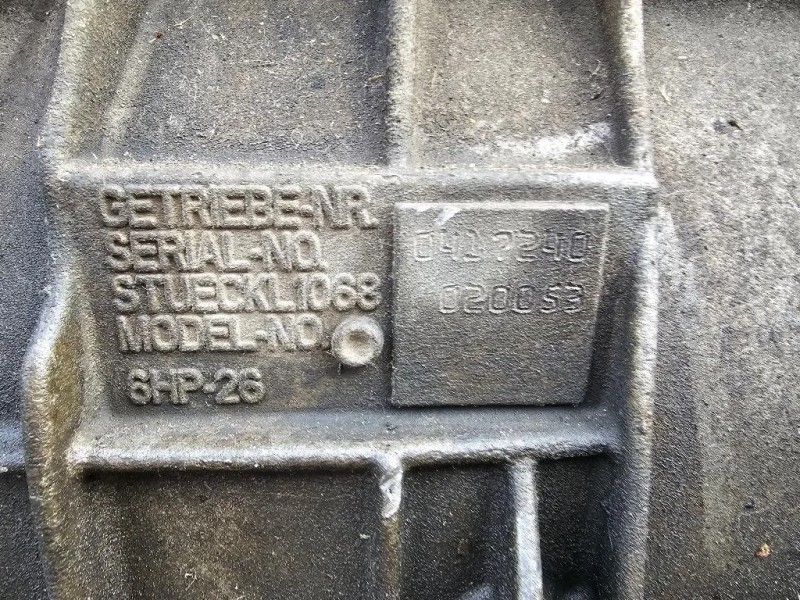 GETRIEBE-NR.
SERIAL-NO.
STUECKL1068
MODEL-NO.
6HP-26
0417240
020053